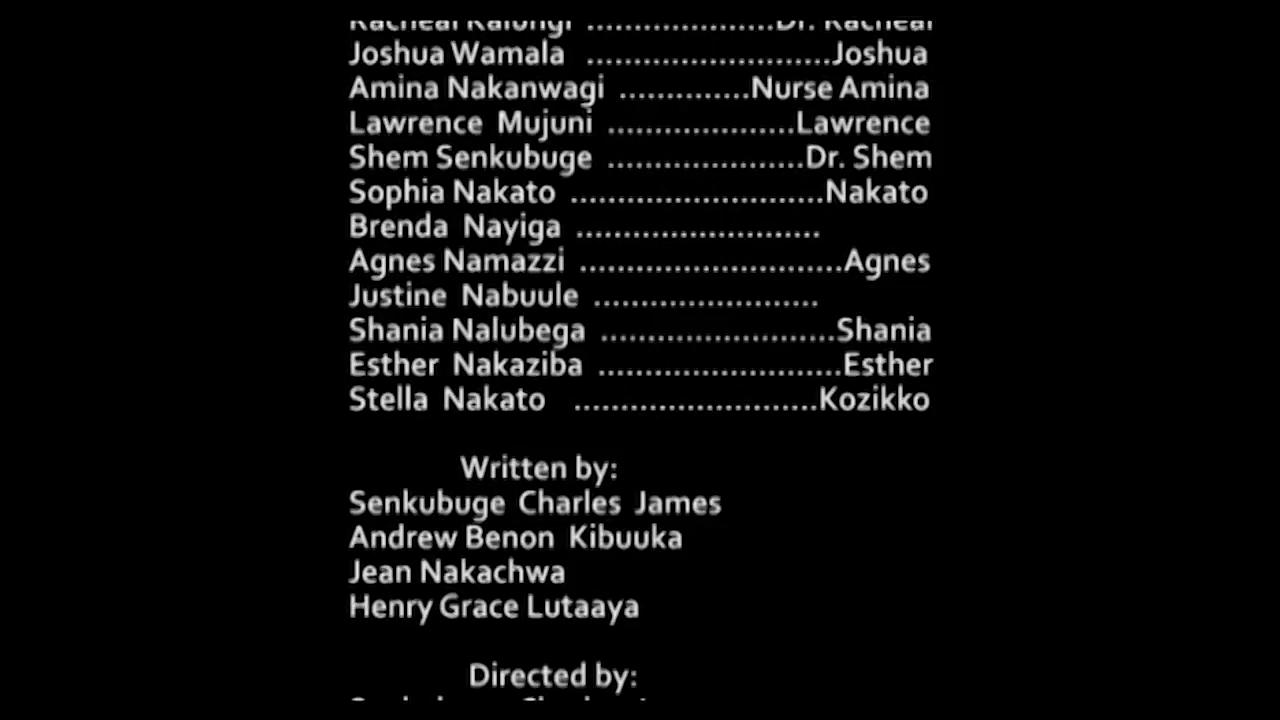 Joshua Wamala ..........................Joshua
Amina Nakanwagi ..............Nurse Amina
Lawrence Mujuni ....................Lawrence
Shem Senkubuge .....................Dr. Shem
Sophia Nakato ...........................Nakato
Brenda Nayiga ..........................
Agnes Namazzi ............................Agnes
Justine Nabuule ........................
Shania Nalubega .........................Shania
Esther Nakaziba ..........................Esther
Stella Nakato ..........................Kozikko
Written by:
Senkubuge Charles James
Andrew Benon Kibuuka
Jean Nakachwa
Henry Grace Lutaaya
Directed by: